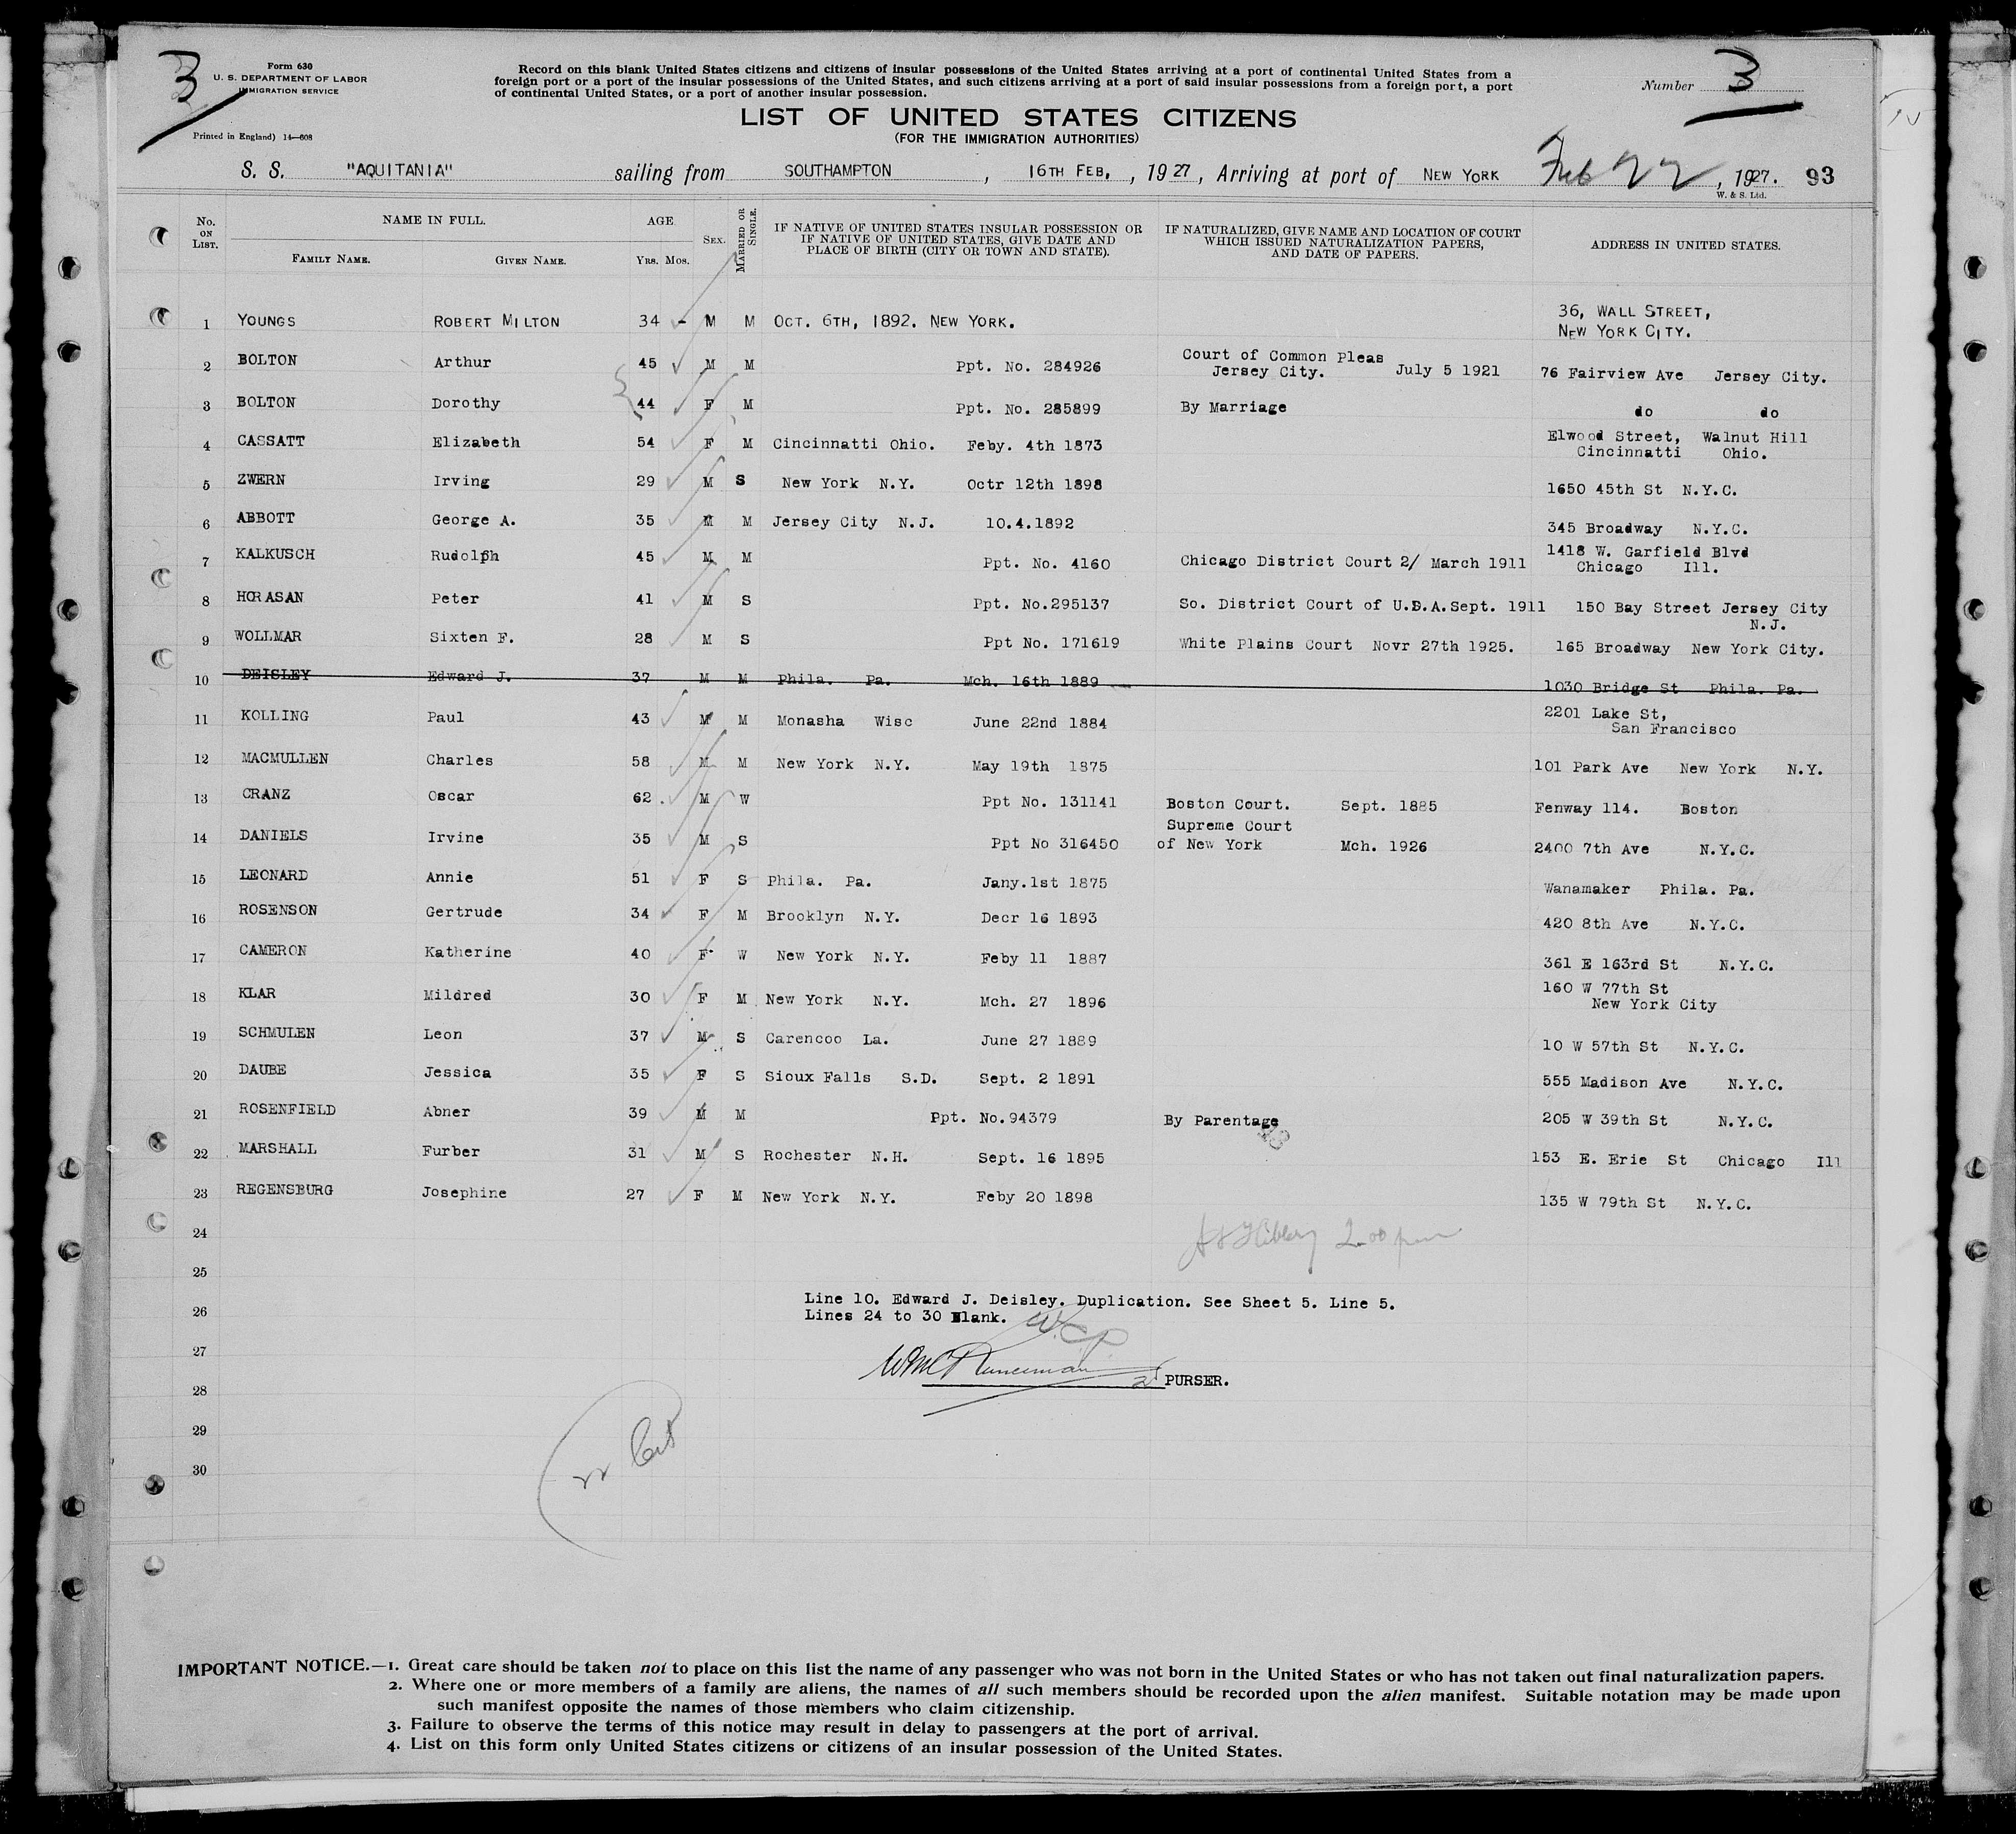 3
Form 630
U. S. DEPARTMENT OF LABOR
IMMIGRATION SERVICE
Printed in England) 14—608
Record on this blank United States citizens and citizens of insular possessions of the United States arriving at a port of continental United States from a
foreign port or a port of the insular possessions of the United States, and such citizens arriving at a port of said insular possessions from a foreign port, a port
of continental United States, or a port of another insular possession.
Number 3
LIST OF UNITED STATES CITIZENS
(FOR THE IMMIGRATION AUTHORITIES)
S. S. "AQUITANIA" sailing from SOUTHAMPTON, 16TH FEB, , 1927, Arriving at port of NEW YORK Feb 22, 1927. 93
W. & S. Ltd.
No. ON LIST. NAME IN FULL. FAMILY NAME. GIVEN NAME. AGE YRS. MOS. SEX. MARRIED OR SINGLE. IF NATIVE OF UNITED STATES INSULAR POSSESSION OR IF NATIVE OF UNITED STATES, GIVE DATE AND PLACE OF BIRTH (CITY OR TOWN AND STATE). IF NATURALIZED, GIVE NAME AND LOCATION OF COURT WHICH ISSUED NATURALIZATION PAPERS, AND DATE OF PAPERS. ADDRESS IN UNITED STATES.
1 YOUNGS ROBERT MILTON 34 - M M OCT. 6TH, 1892. NEW YORK. 36, WALL STREET, NEW YORK CITY.
2 BOLTON Arthur 45 M M Ppt. No. 284926 Court of Common Pleas Jersey City. July 5 1921 76 Fairview Ave Jersey City.
3 BOLTON Dorothy 44 F M Ppt. No. 285899 By Marriage do do
4 CASSATT Elizabeth 54 F M Cincinnatti Ohio. Feby. 4th 1873 Elwood Street, Walnut Hill Cincinnatti Ohio.
5 ZWERN Irving 29 M S New York N.Y. Octr 12th 1898 1650 45th St N.Y.C.
6 ABBOTT George A. 35 M M Jersey City N.J. 10.4.1892 345 Broadway N.Y.C.
7 KALKUSCH Rudolph 45 M M Ppt. No. 4160 Chicago District Court 2/ March 1911 1418 W. Garfield Blvd Chicago Ill.
8 HORASAN Peter 41 M S Ppt. No.295137 So. District Court of U.S.A.Sept. 1911 150 Bay Street Jersey City N.J.
9 WOLLMAR Sixten F. 28 M S Ppt No. 171619 White Plains Court Novr 27th 1925. 165 Broadway New York City.
10 DEISLEY Edward J. 37 M M Phila. Pa. Mch. 16th 1889 1030 Bridge St Phila. Pa.
11 KOLLING Paul 43 M M Monasha Wisc June 22nd 1884 2201 Lake St, San Francisco
12 MACMULLEN Charles 58 M M New York N.Y. May 19th 1875 101 Park Ave New York N.Y.
13 CRANZ Oscar 62. M W Ppt No. 131141 Boston Court. Sept. 1885 Fenway 114. Boston
14 DANIELS Irvine 35 M S Ppt No 316450 Supreme Court of New York Mch. 1926 2400 7th Ave N.Y.C.
15 LEONARD Annie 51 F S Phila. Pa. Jany.1st 1875 Wanamaker Phila. Pa.
16 ROSENSON Gertrude 34 F M Brooklyn N.Y. Decr 16 1893 420 8th Ave N.Y.C.
17 CAMERON Katherine 40 F W New York N.Y. Feby 11 1887 361 E 163rd St N.Y.C.
18 KLAR Mildred 30 F M New York N.Y. Mch. 27 1896 160 W 77th St New York City
19 SCHMULEN Leon 37 M S Carencoo La. June 27 1889 10 W 57th St N.Y.C.
20 DAUBE Jessica 35 F S Sioux Falls S.D. Sept. 2 1891 555 Madison Ave N.Y.C.
21 ROSENFIELD Abner 39 M M Ppt. No.94379 By Parentage 205 W 39th St N.Y.C.
22 MARSHALL Furber 31 M S Rochester N.H. Sept. 16 1895 153 E. Erie St Chicago Ill
23 REGENSBURG Josephine 27 F M New York N.Y. Feby 20 1898 135 W 79th St N.Y.C.
24 2.00 pm
25
26 Line 10. Edward J. Deisley. Duplication. See Sheet 5. Line 5.
Lines 24 to 30 Blank.
27
PURSER.
28
29
30
IMPORTANT NOTICE.—1. Great care should be taken not to place on this list the name of any passenger who was not born in the United States or who has not taken out final naturalization papers.
2. Where one or more members of a family are aliens, the names of all such members should be recorded upon the alien manifest. Suitable notation may be made upon
such manifest opposite the names of those members who claim citizenship.
3. Failure to observe the terms of this notice may result in delay to passengers at the port of arrival.
4. List on this form only United States citizens or citizens of an insular possession of the United States.